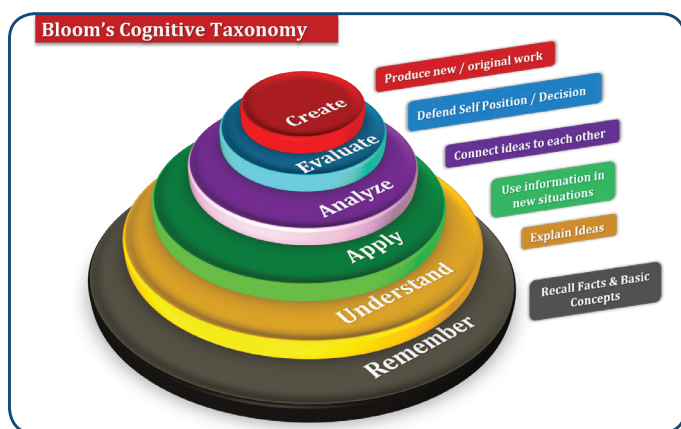 Bloom's Cognitive Taxonomy
Create
Produce new / original work
Evaluate
Defend Self Position / Decision
Analyze
Connect ideas to each other
Apply
Use information in
new situations
Understand
Explain Ideas
Remember
Recall Facts & Basic
Concepts